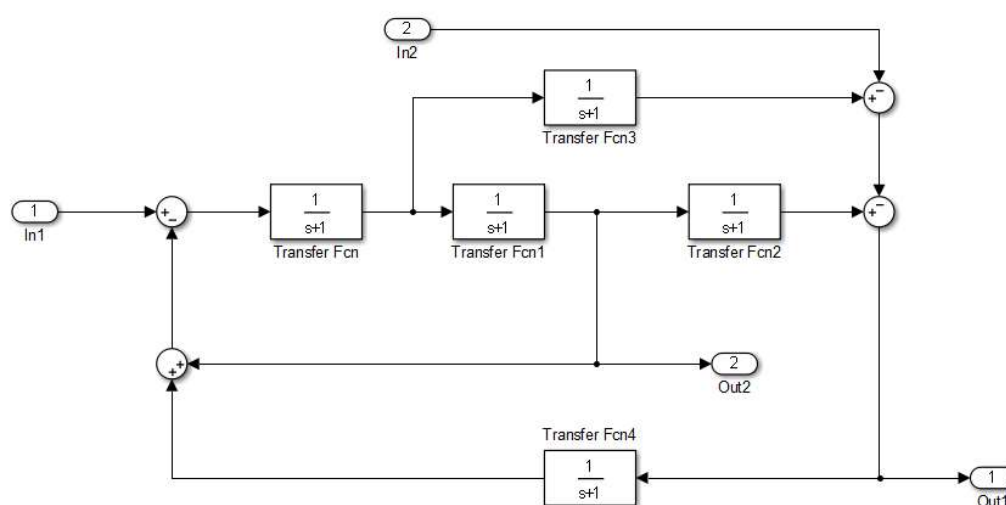 2
In2
1
s+1
Transfer Fcn3
1
In1
1
s+1
Transfer Fcn
1
s+1
Transfer Fcn1
1
s+1
Transfer Fcn2
2
Out2
Transfer Fcn4
1
s+1
1
Out1